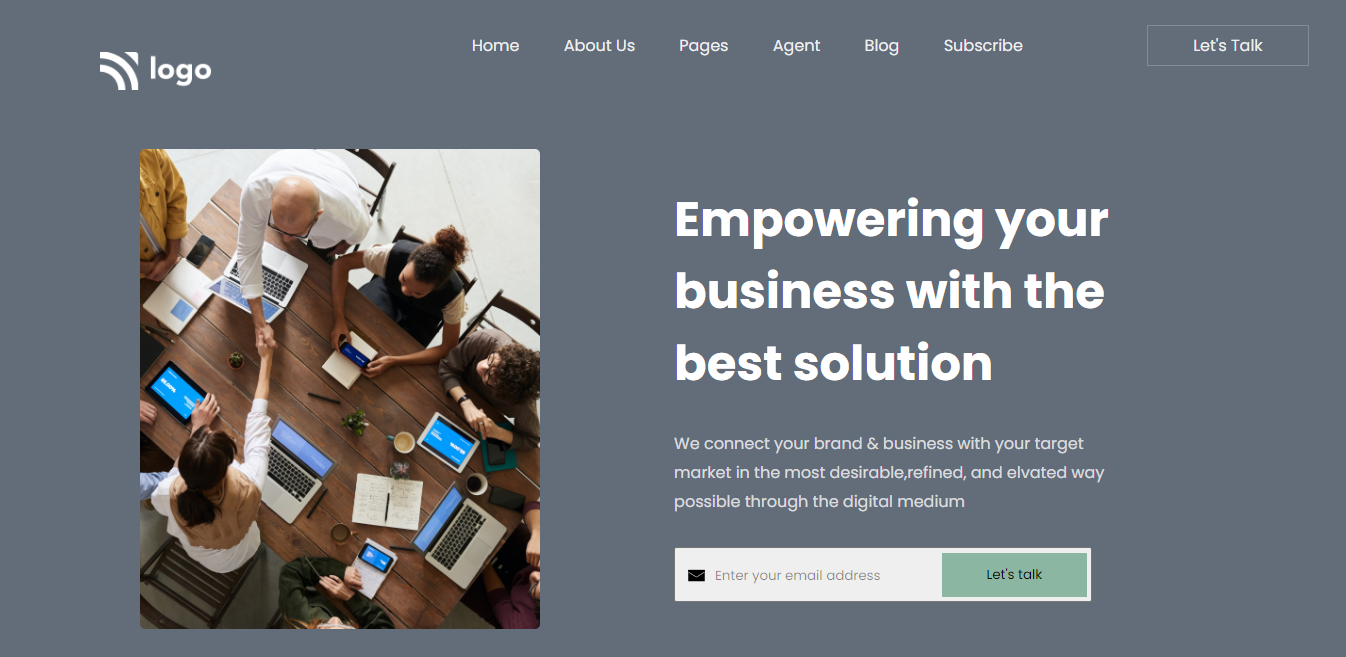 logo
Home About Us Pages Agent Blog Subscribe Let's Talk
Empowering your
business with the
best solution
We connect your brand & business with your target
market in the most desirable,refined, and elvated way
possible through the digital medium
Enter your email address Let's talk